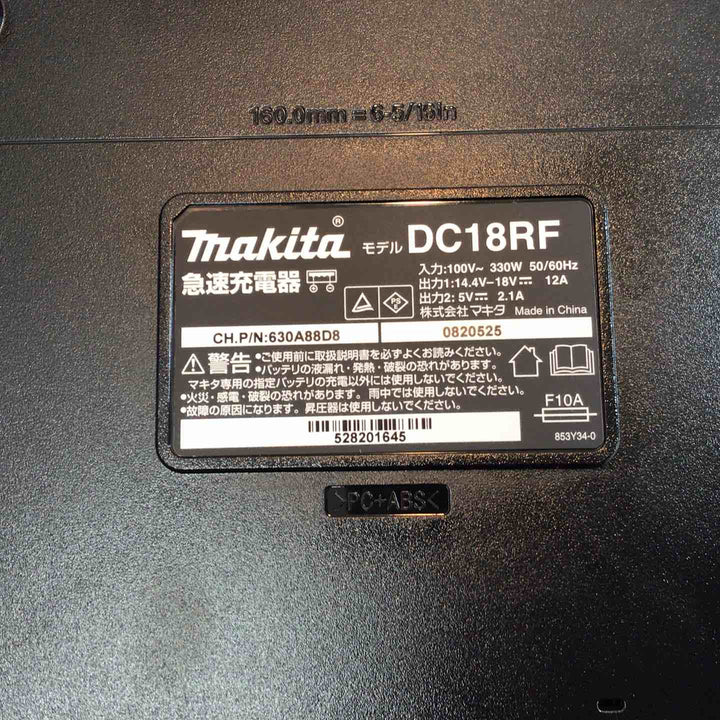 160.0mm = 6-5/16in
makita® モデル DC18RF
急速充電器
入力:100V~ 330W 50/60Hz
出力1:14.4V-18V⎓ 12A
出力2: 5V⎓ 2.1A
株式会社マキタ Made in China
PS
E
CH.P/N:630A88D8
0820525
警告
•ご使用前に取扱説明書を必ずよくお読みください。
•バッテリの液漏れ・発熱・破裂の恐れがあります。
マキタ専用の指定バッテリの充電以外には使用しないでください。
•火災・感電・破裂の恐れがあります。雨中では使用しないでください。
•故障の原因になります。昇圧器は使用しないでください。
F10A
528201645
853Y34-0
>PC+ABS<